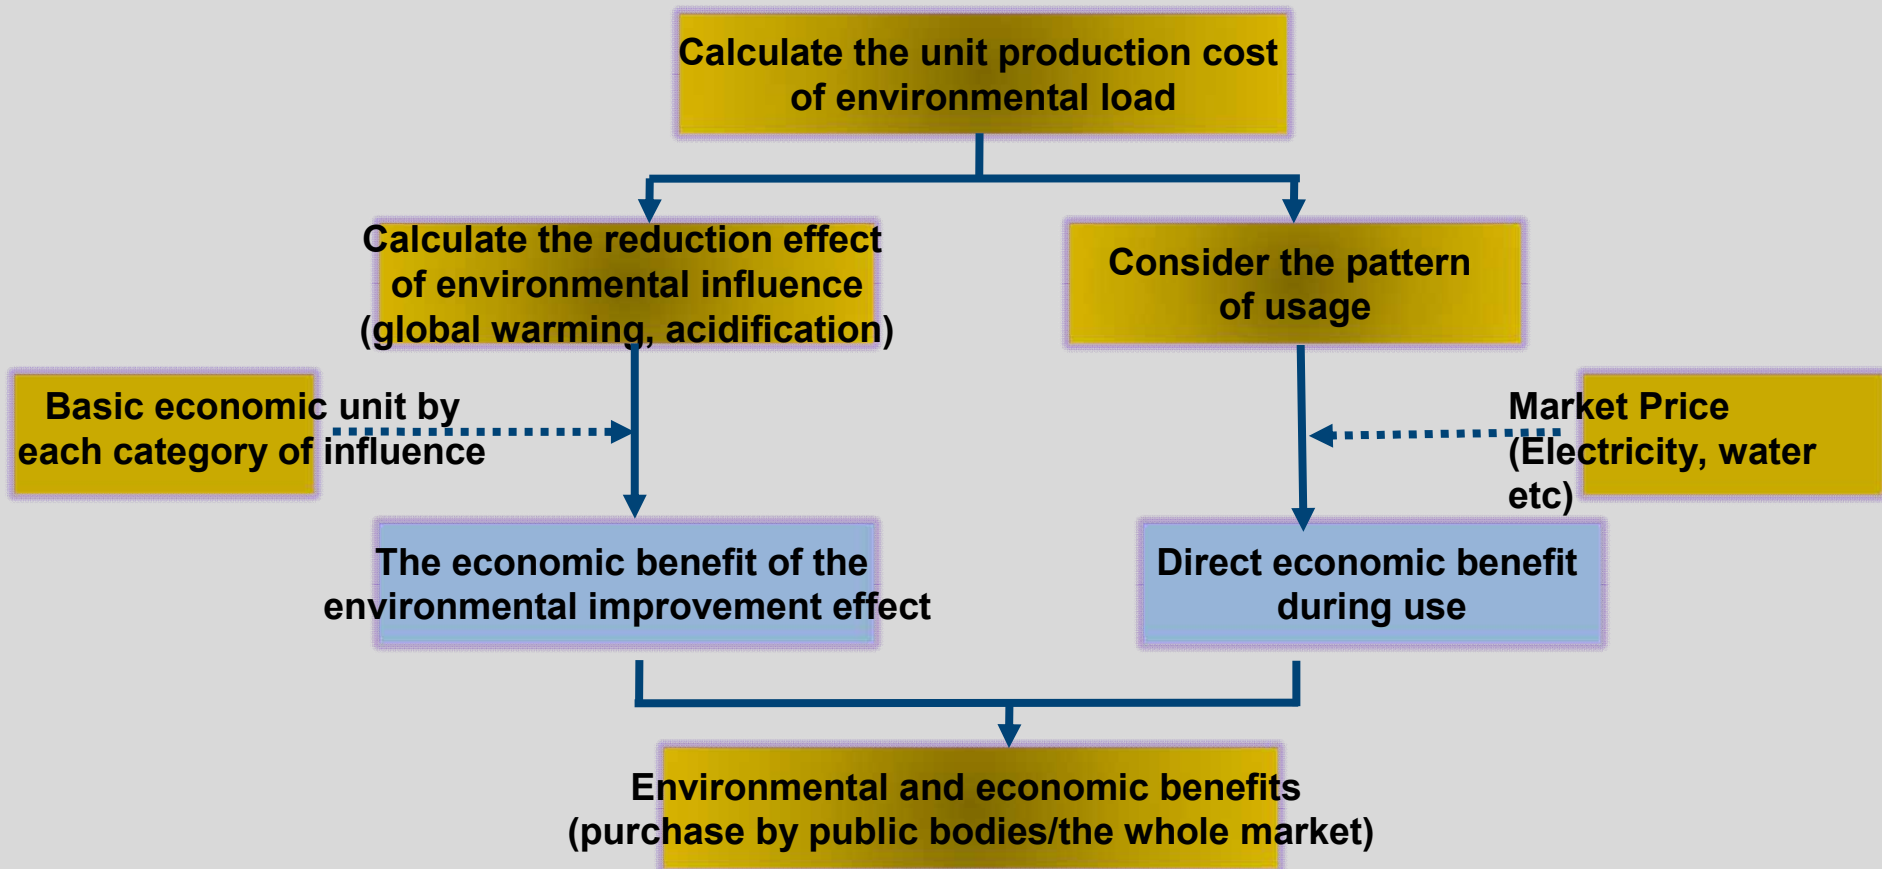 Calculate the unit production cost
of environmental load
Calculate the reduction effect
of environmental influence
(global warming, acidification)
Consider the pattern
of usage
Basic economic unit by
each category of influence
Market Price
(Electricity, water
etc)
The economic benefit of the
environmental improvement effect
Direct economic benefit
during use
Environmental and economic benefits
(purchase by public bodies/the whole market)